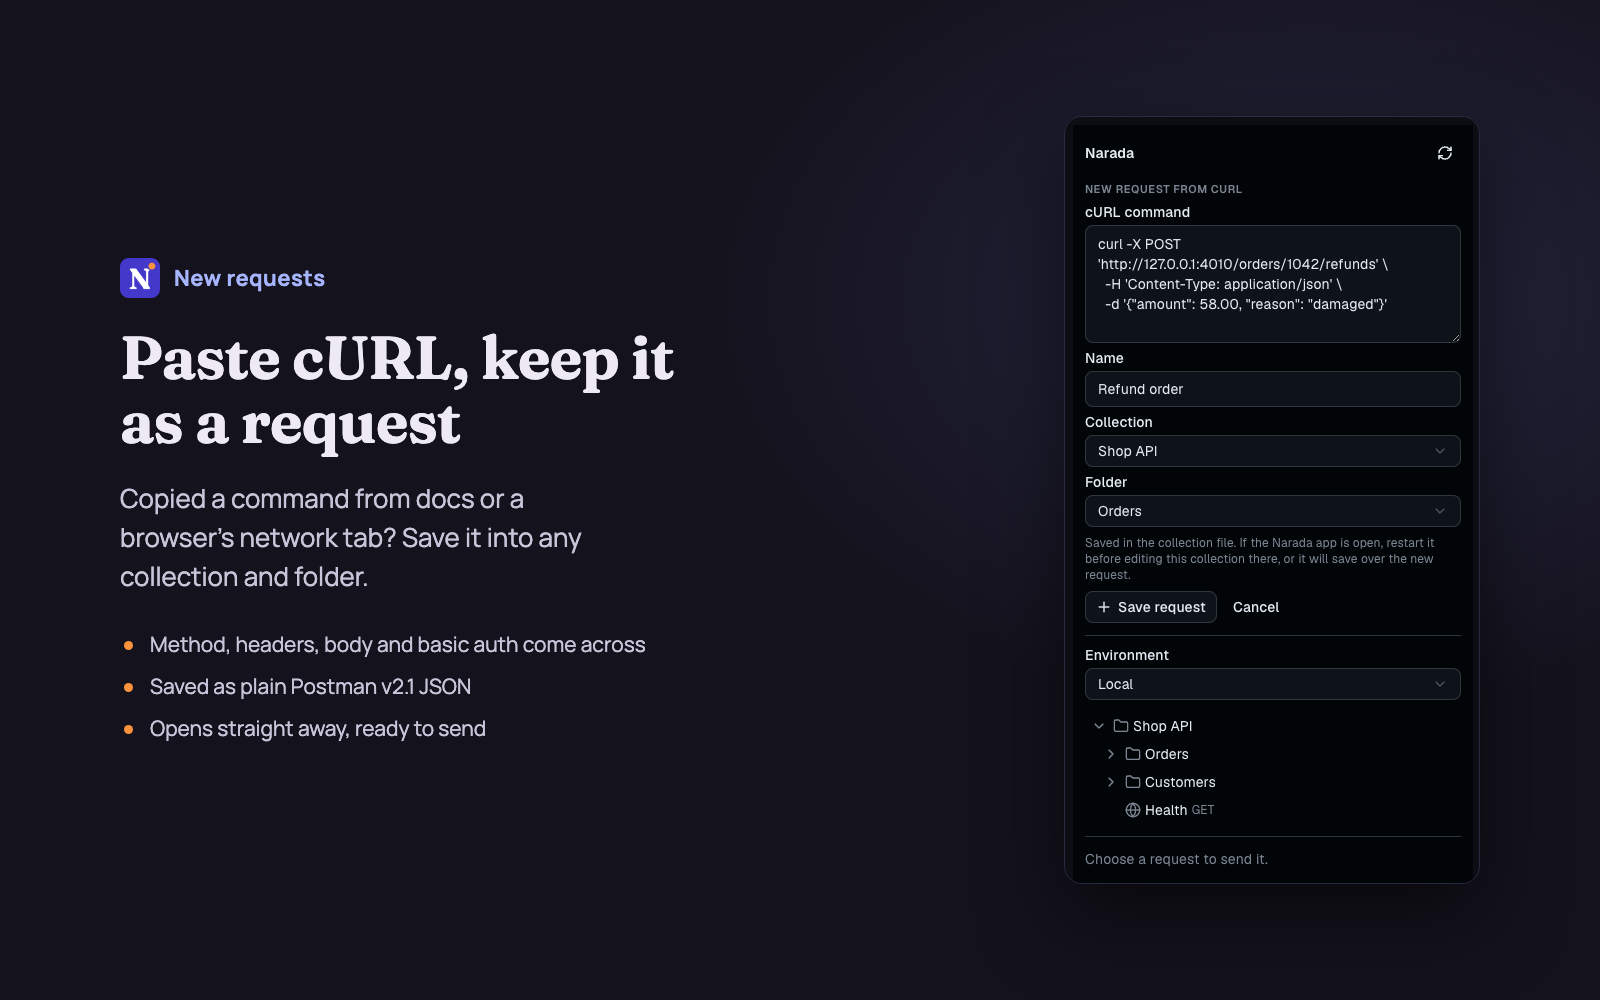 N New requests
Paste cURL, keep it
as a request
Copied a command from docs or a
browser’s network tab? Save it into any
collection and folder.
Method, headers, body and basic auth come across
Saved as plain Postman v2.1 JSON
Opens straight away, ready to send
Narada
NEW REQUEST FROM CURL
cURL command
curl -X POST
'http://127.0.0.1:4010/orders/1042/refunds' \
-H 'Content-Type: application/json' \
-d '{"amount": 58.00, "reason": "damaged"}'
Name
Refund order
Collection
Shop API
Folder
Orders
Saved in the collection file. If the Narada app is open, restart it
before editing this collection there, or it will save over the new
request.
+ Save request Cancel
Environment
Local
Shop API
Orders
Customers
Health GET
Choose a request to send it.